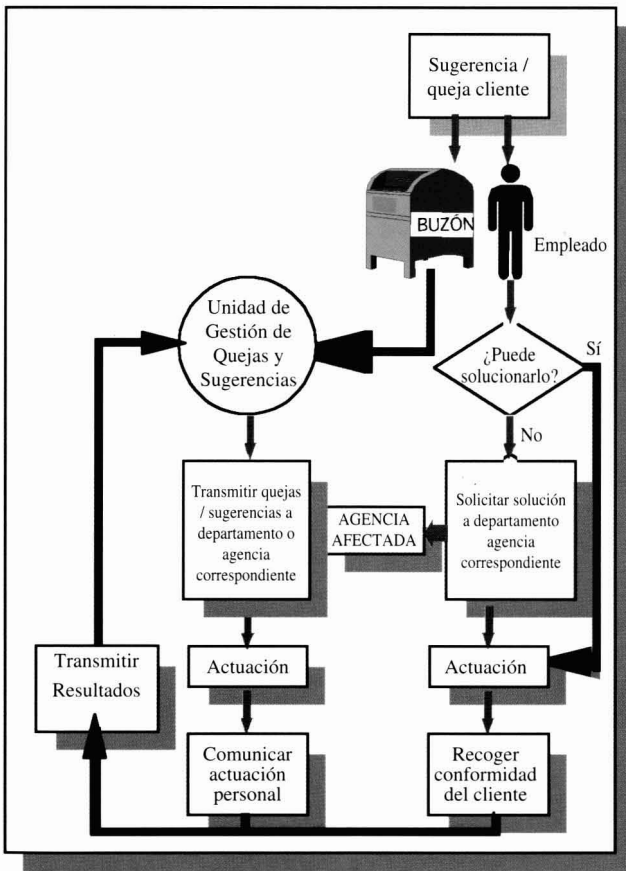 Sugerencia /
queja cliente
BUZÓN
Empleado
Unidad de
Gestión de
Quejas y
Sugerencias
¿Puede
solucionarlo?
Sí
No
Transmitir quejas
/ sugerencias a
departamento o
agencia
correspondiente
AGENCIA
AFECTADA
Solicitar solución
a departamento
agencia
correspondiente
Transmitir
Resultados
Actuación
Actuación
Comunicar
actuación
personal
Recoger
conformidad
del cliente